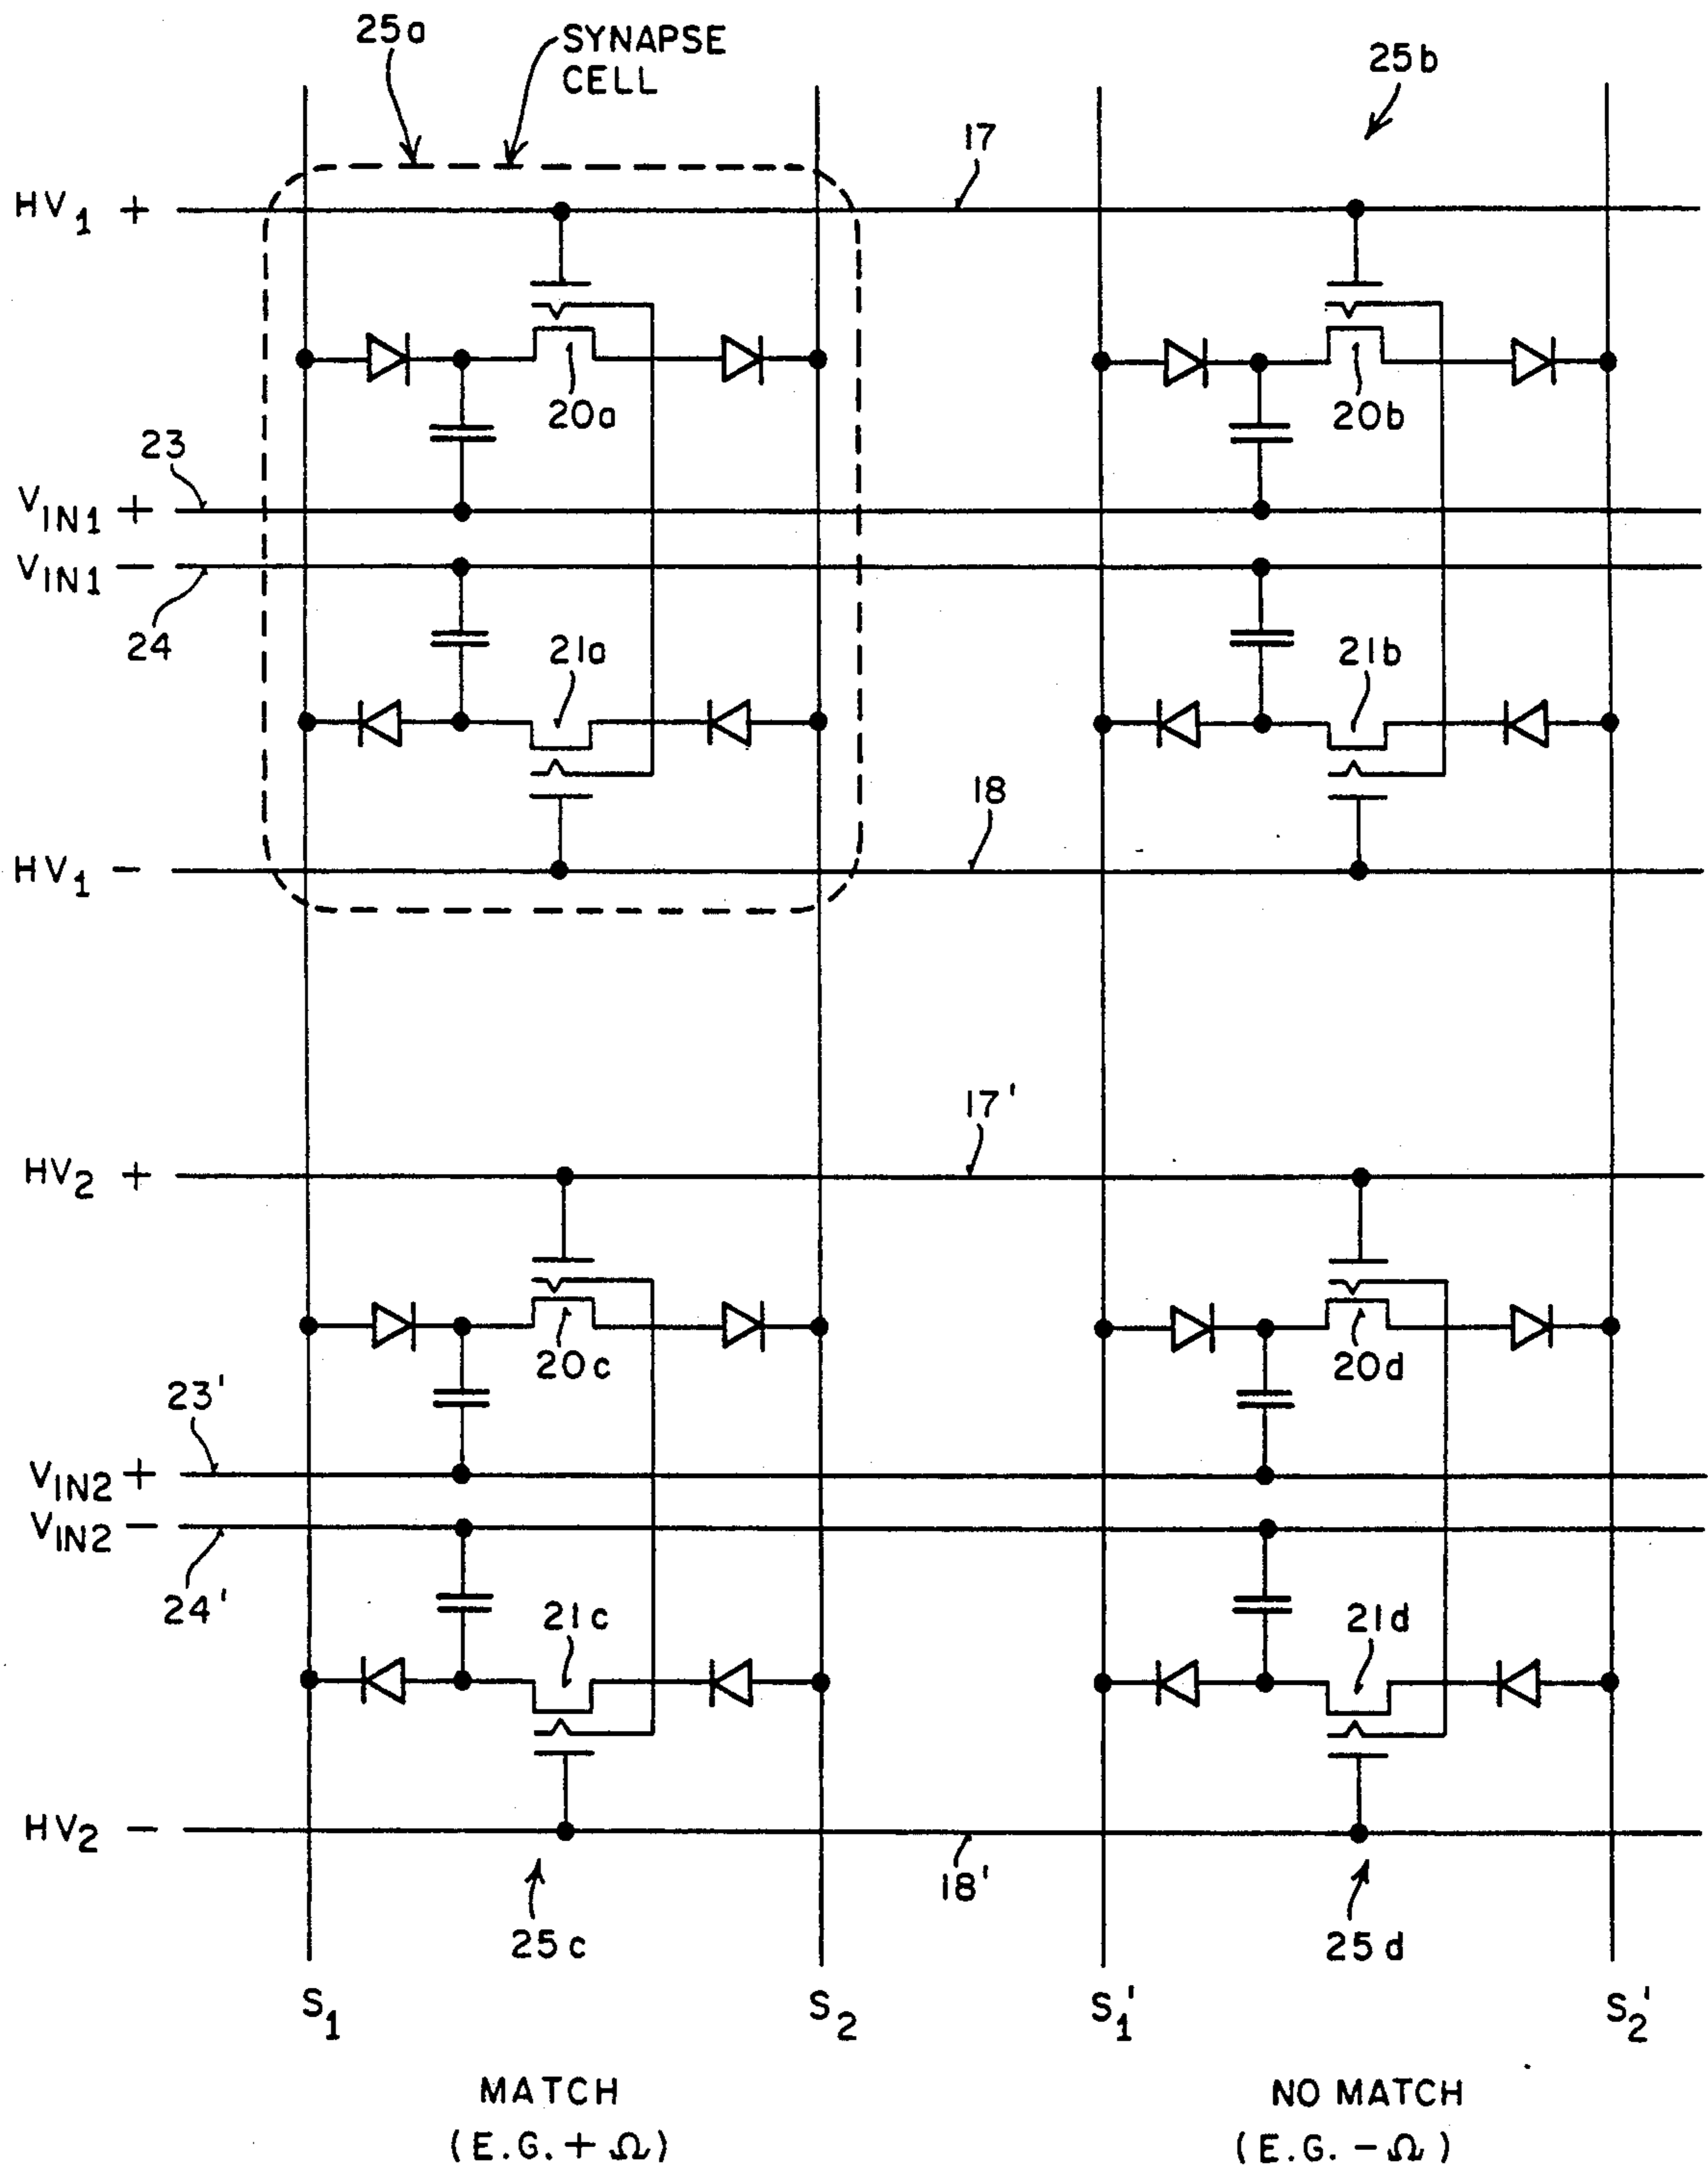 25a
SYNAPSE
CELL
25b
17
HV1 +
20a
20b
23
VIN1 +
VIN1 −
24
21a
21b
18
HV1 −
17'
HV2 +
20c
20d
23'
VIN2 +
VIN2 −
24'
21c
21d
HV2 −
18'
25c
25d
S1
S2
S1'
S2'
MATCH
(E.G. + Ω)
NO MATCH
(E.G. − Ω)